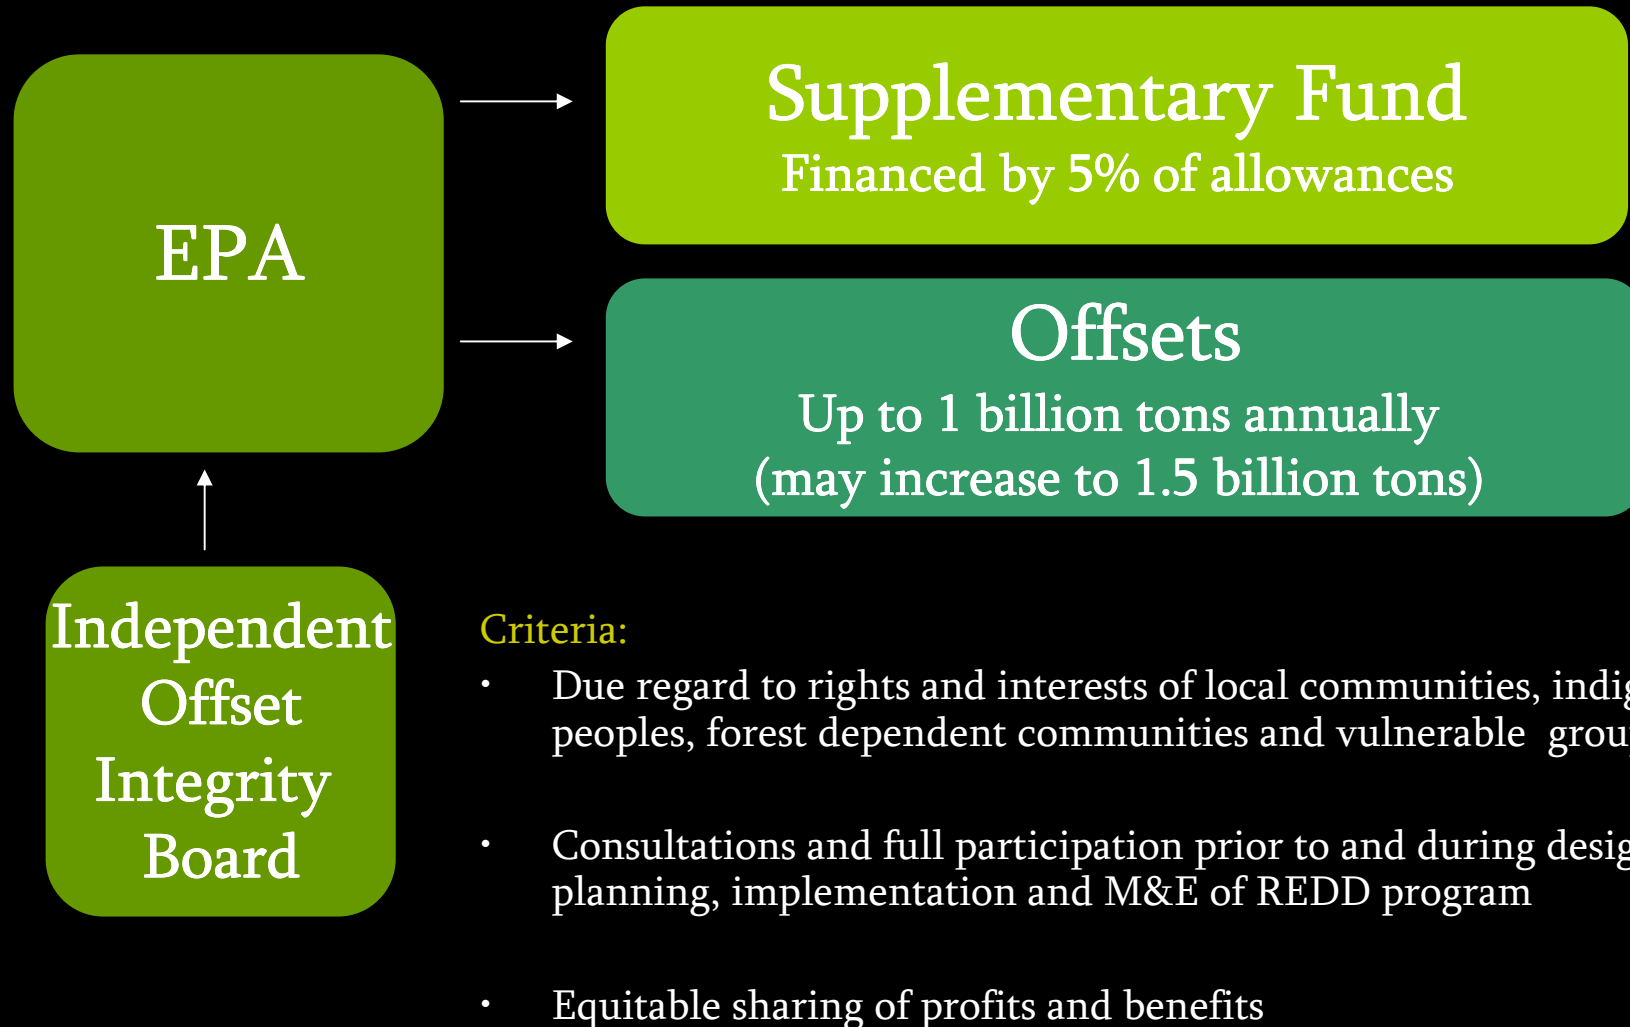 Supplementary Fund
Financed by 5% of allowances
EPA
Offsets
Up to 1 billion tons annually
(may increase to 1.5 billion tons)
Independent
Offset
Integrity
Board
Criteria:
• Due regard to rights and interests of local communities,
peoples, forest dependent communities and vulnerable
• Consultations and full participation prior to and during
planning, implementation and M&E of REDD program
• Equitable sharing of profits and benefits